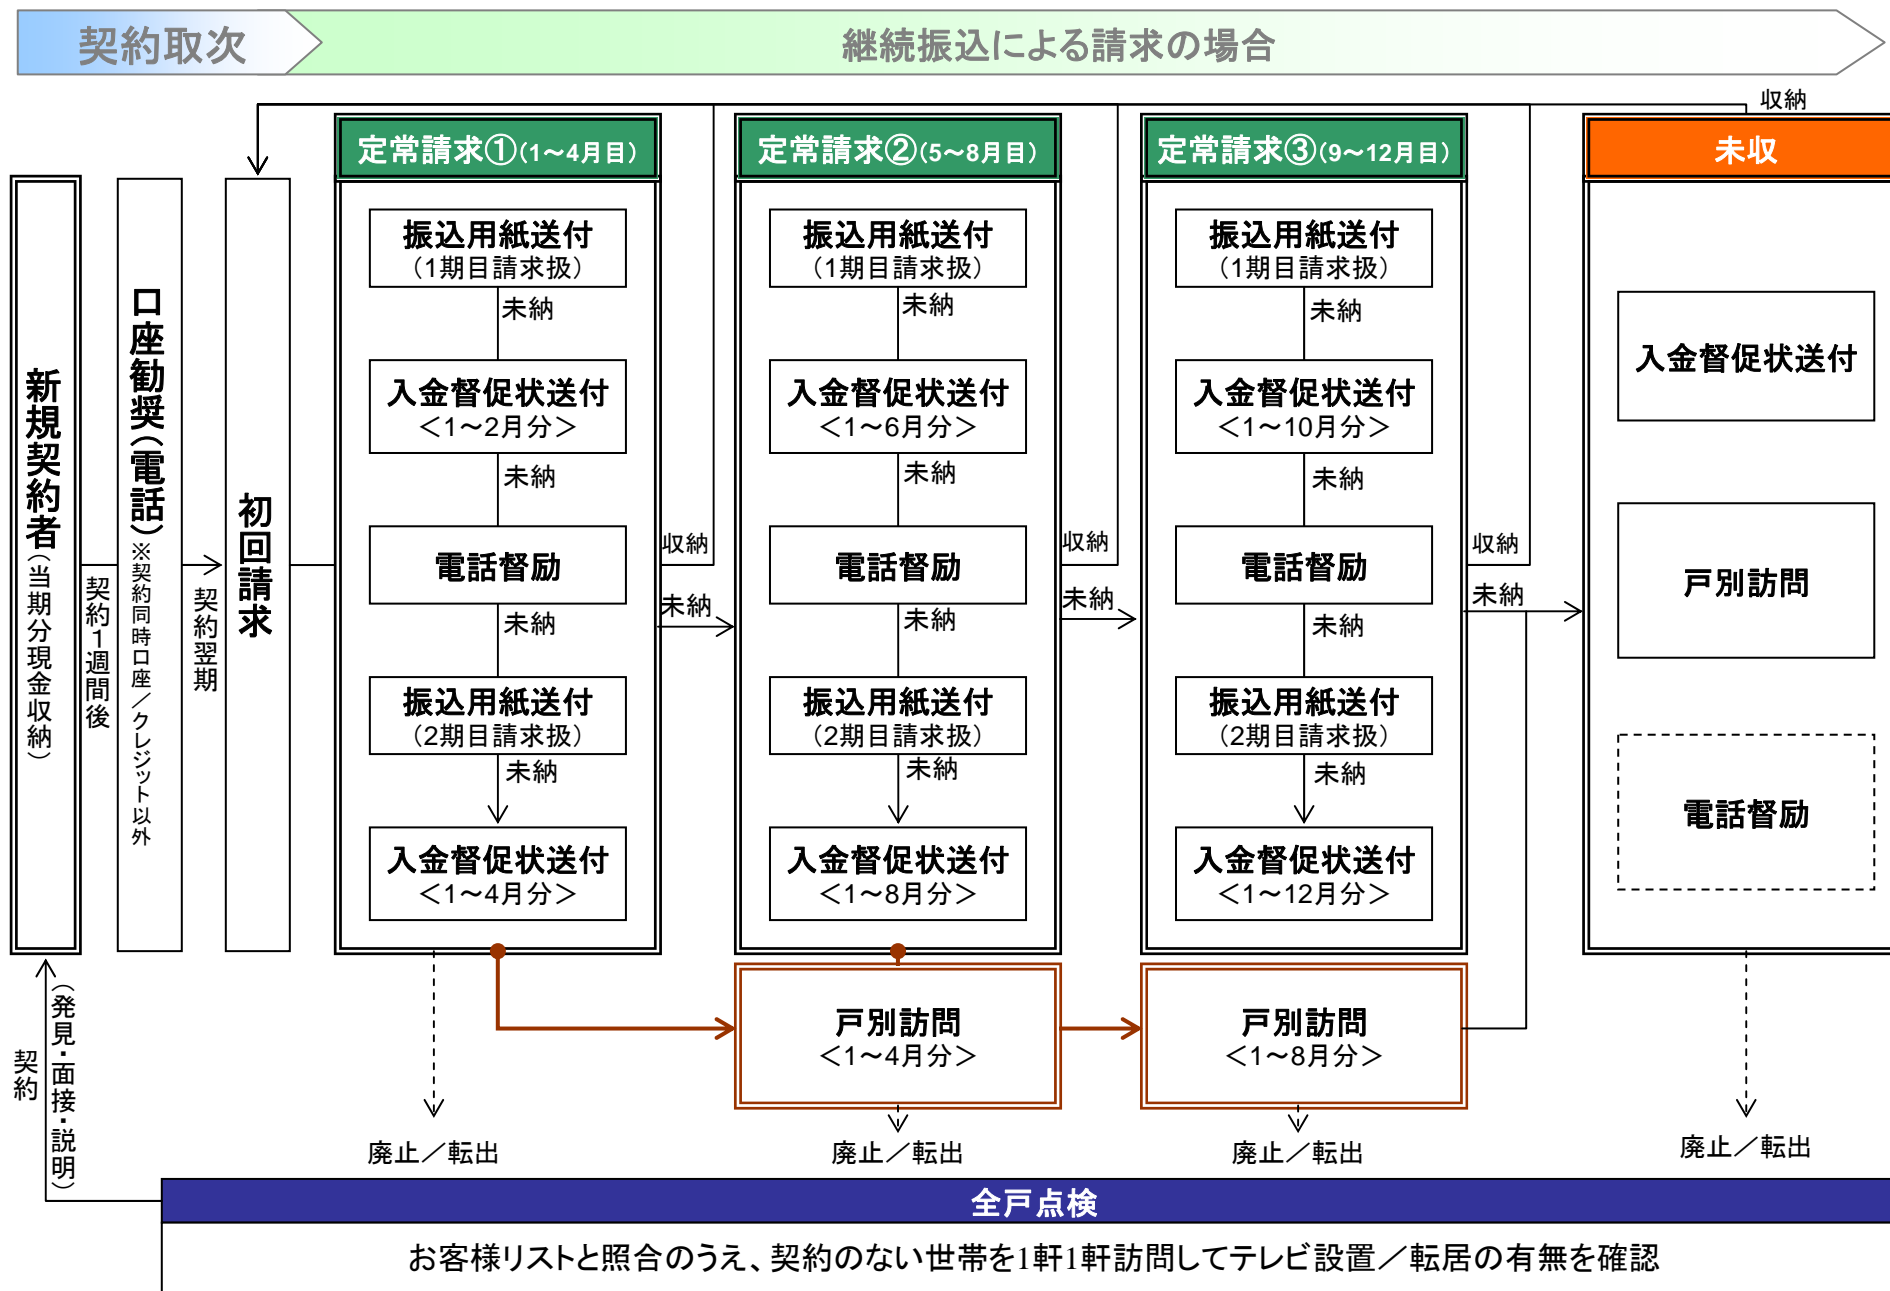 契約取次
継続振込による請求の場合
収納
定常請求①(1～4月目)
定常請求②(5～8月目)
定常請求③(9～12月目)
未収
新規契約者(当期分現金収納)
契約1週間後
口座勧奨(電話)※契約同時口座／クレジット以外
契約翌期
初回請求
振込用紙送付
(1期目請求扱)
未納
入金督促状送付
＜1～2月分＞
未納
電話督励
未納
振込用紙送付
(2期目請求扱)
未納
入金督促状送付
＜1～4月分＞
収納
未納
振込用紙送付
(1期目請求扱)
未納
入金督促状送付
＜1～6月分＞
未納
電話督励
未納
振込用紙送付
(2期目請求扱)
未納
入金督促状送付
＜1～8月分＞
収納
未納
振込用紙送付
(1期目請求扱)
未納
入金督促状送付
＜1～10月分＞
未納
電話督励
未納
振込用紙送付
(2期目請求扱)
未納
入金督促状送付
＜1～12月分＞
収納
未納
入金督促状送付
戸別訪問
電話督励
戸別訪問
＜1～4月分＞
戸別訪問
＜1～8月分＞
契約
(発見・面接・説明)
廃止／転出
廃止／転出
廃止／転出
廃止／転出
全戸点検
お客様リストと照合のうえ、契約のない世帯を1軒1軒訪問してテレビ設置／転居の有無を確認